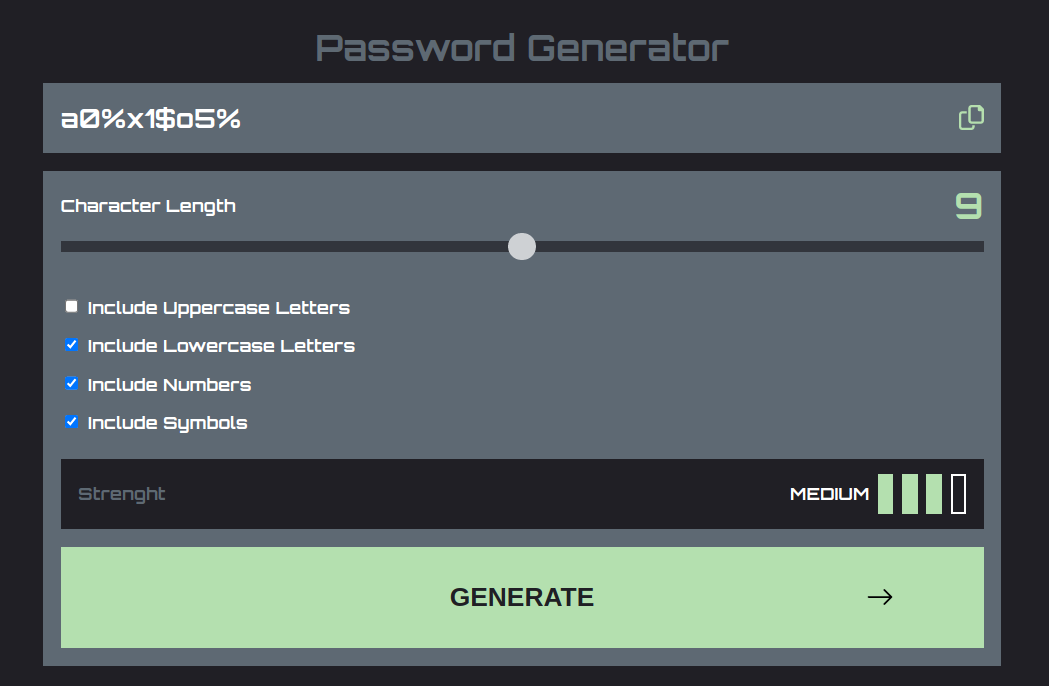 Password Generator
a0%x1$o5%
Character Length 9
Include Uppercase Letters
Include Lowercase Letters
Include Numbers
Include Symbols
Strenght MEDIUM
GENERATE